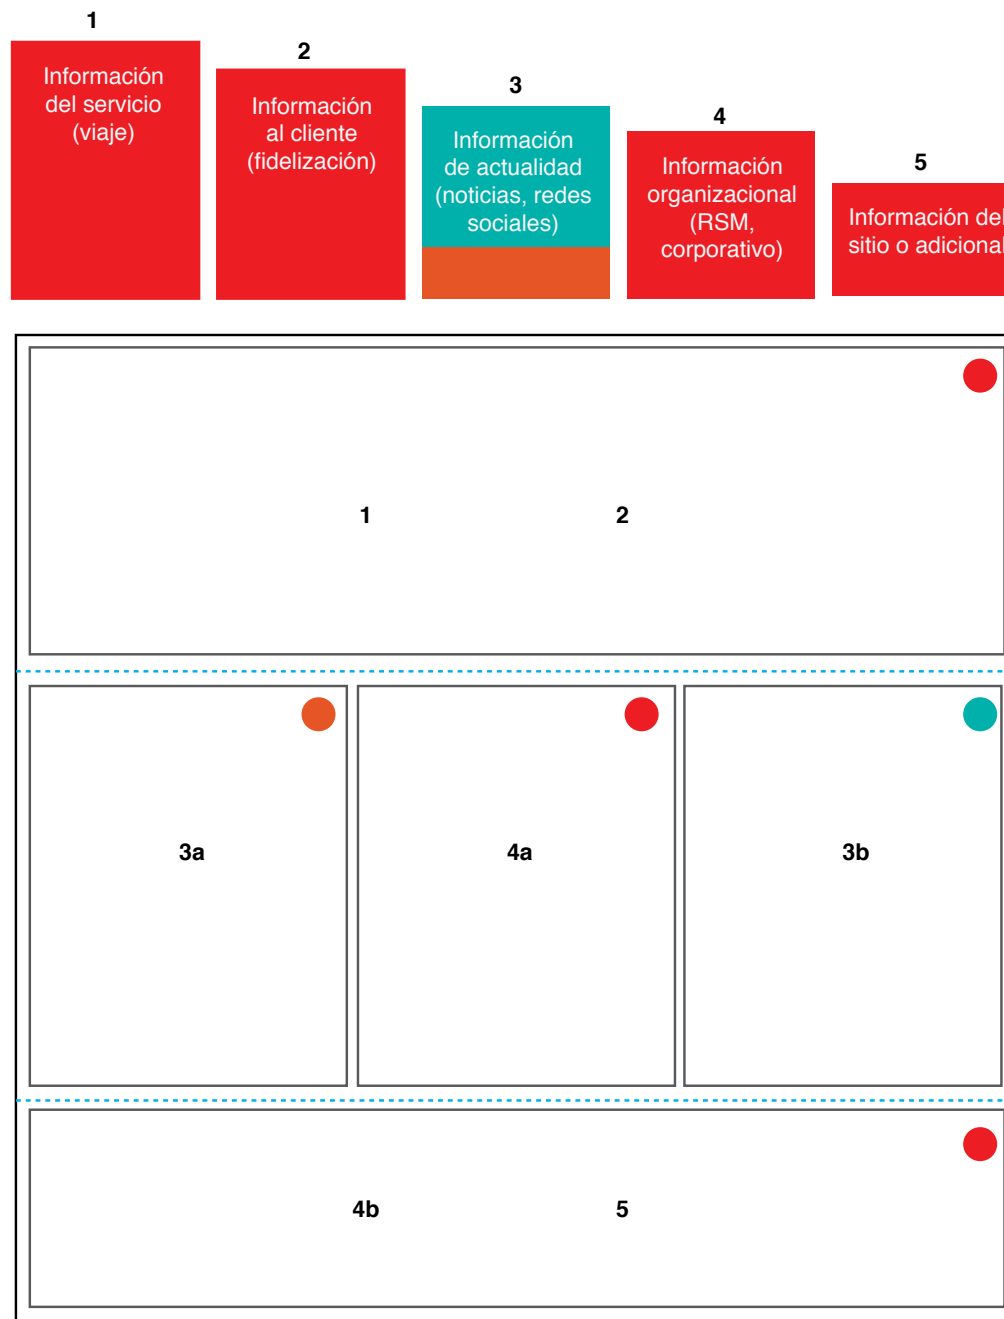 1
Información
del servicio
(viaje)
2
Información
al cliente
(fidelización)
3
Información
de actualidad
(noticias, redes
sociales)
4
Información
organizacional
(RSM,
corporativo)
5
Información del
sitio o adicional
1 2
3a 4a 3b
4b 5